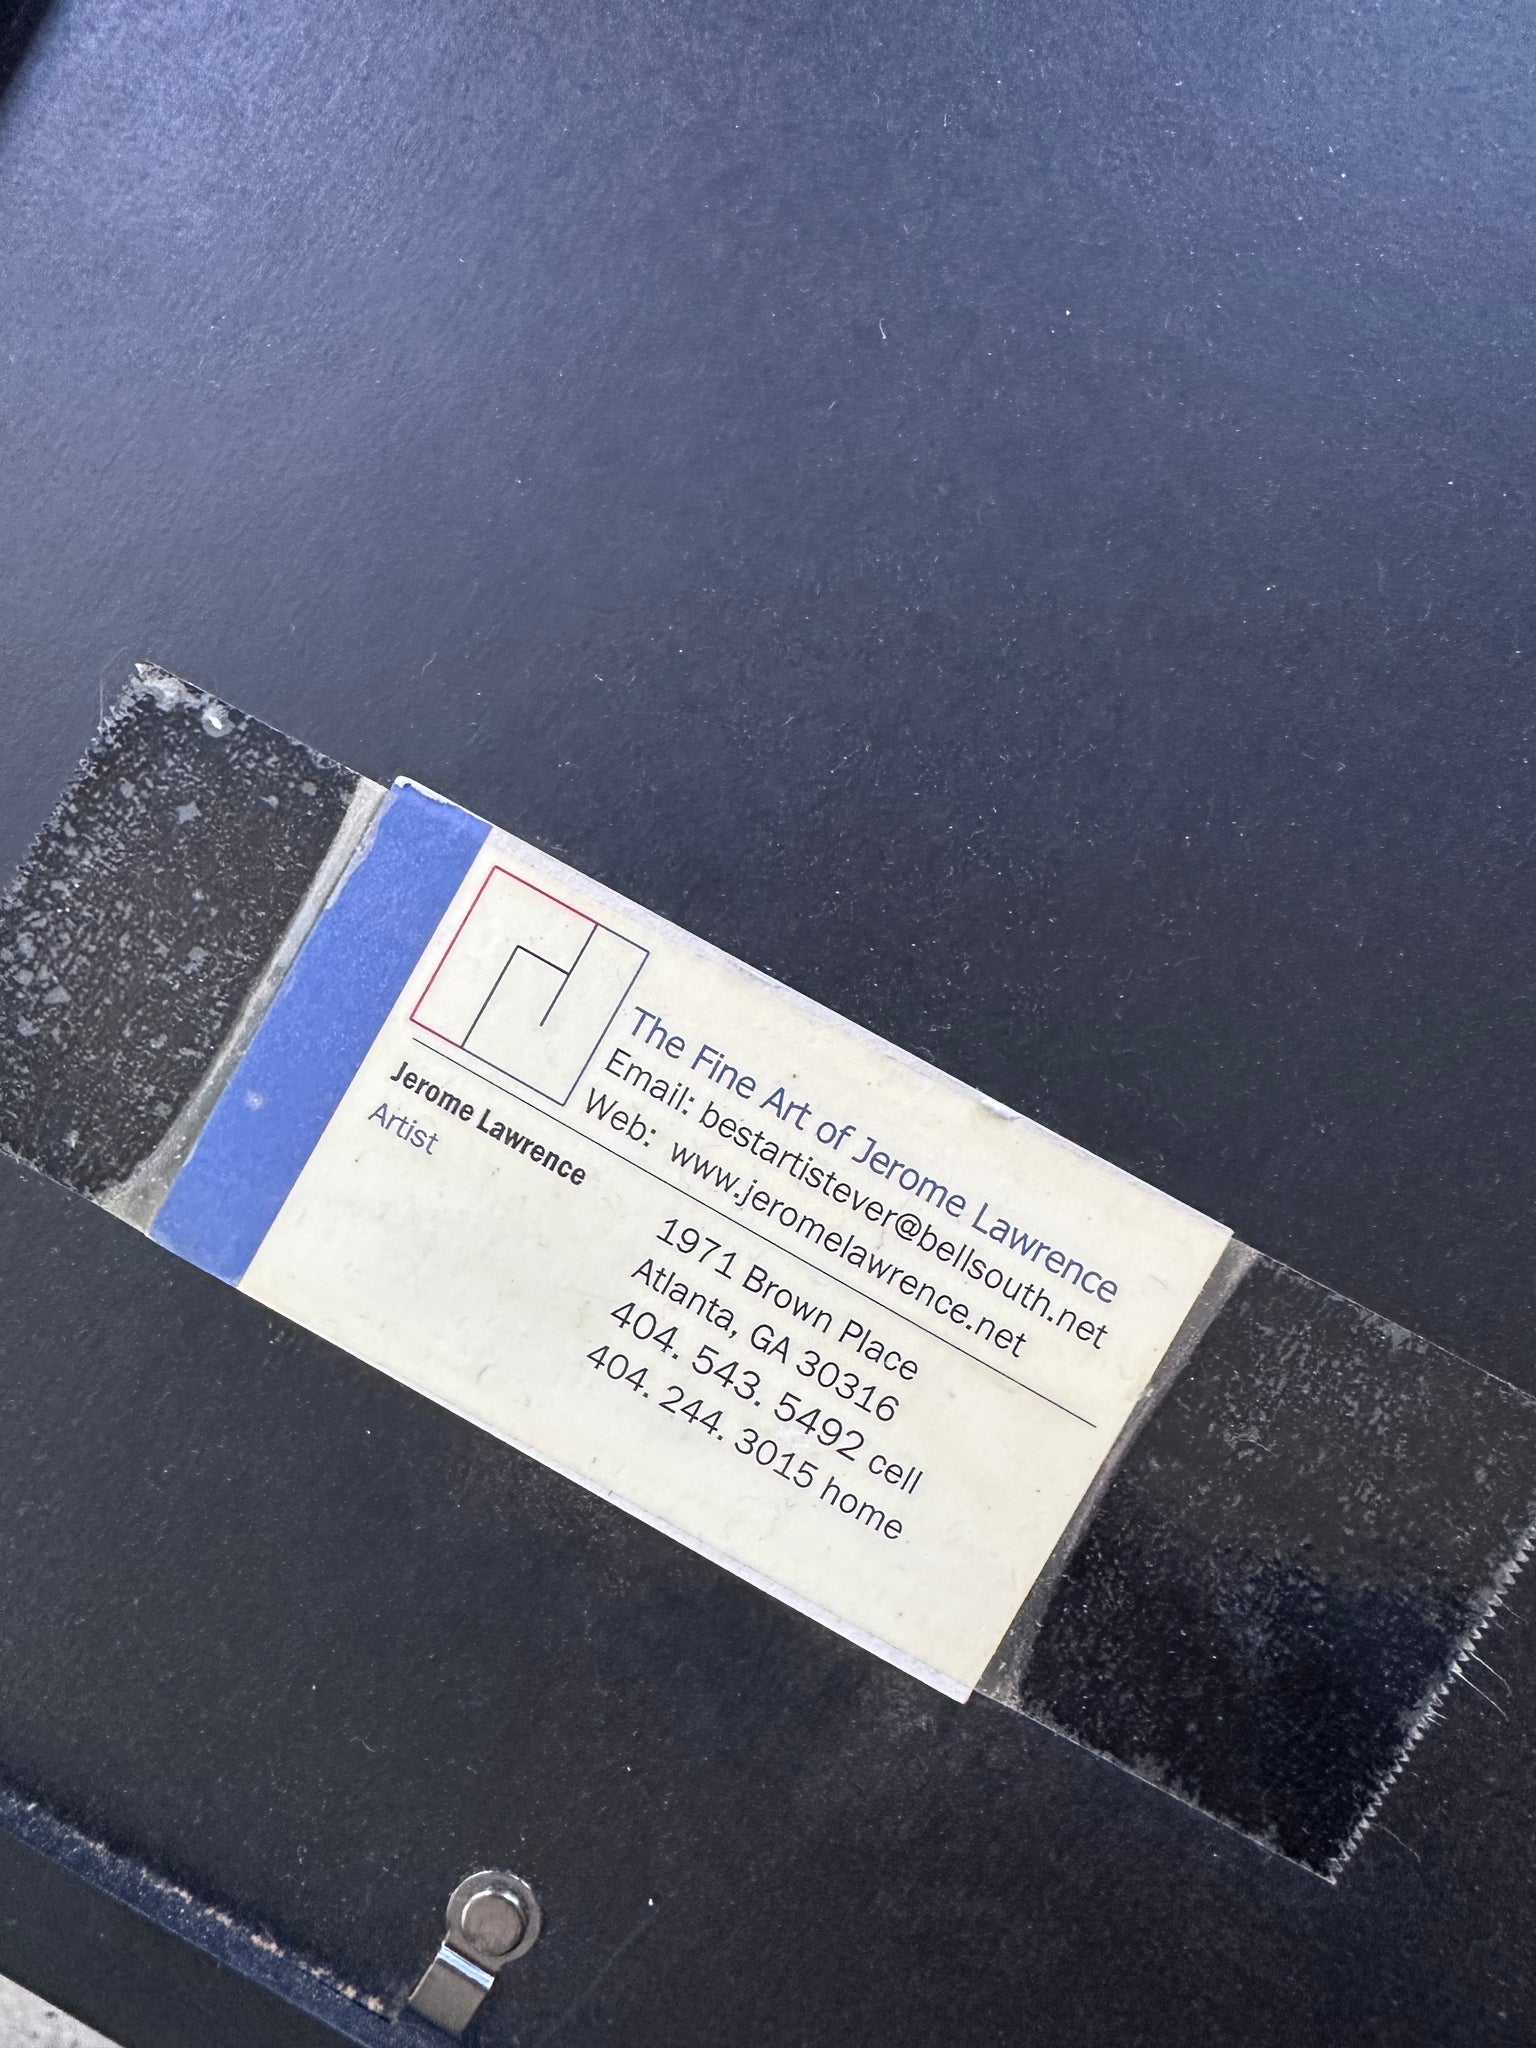 The Fine Art of Jerome Lawrence
Email: bestartistever@bellsouth.net
Web: www.jeromelawrence.net
Jerome Lawrence
Artist
1971 Brown Place
Atlanta, GA 30316
404. 543. 5492 cell
404. 244. 3015 home